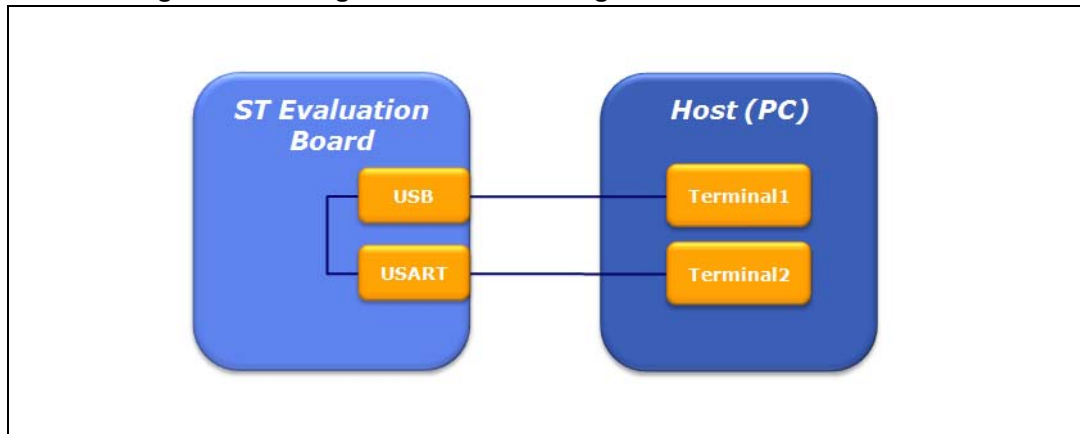 ST Evaluation
Board
Host (PC)
USB
Terminal1
USART
Terminal2